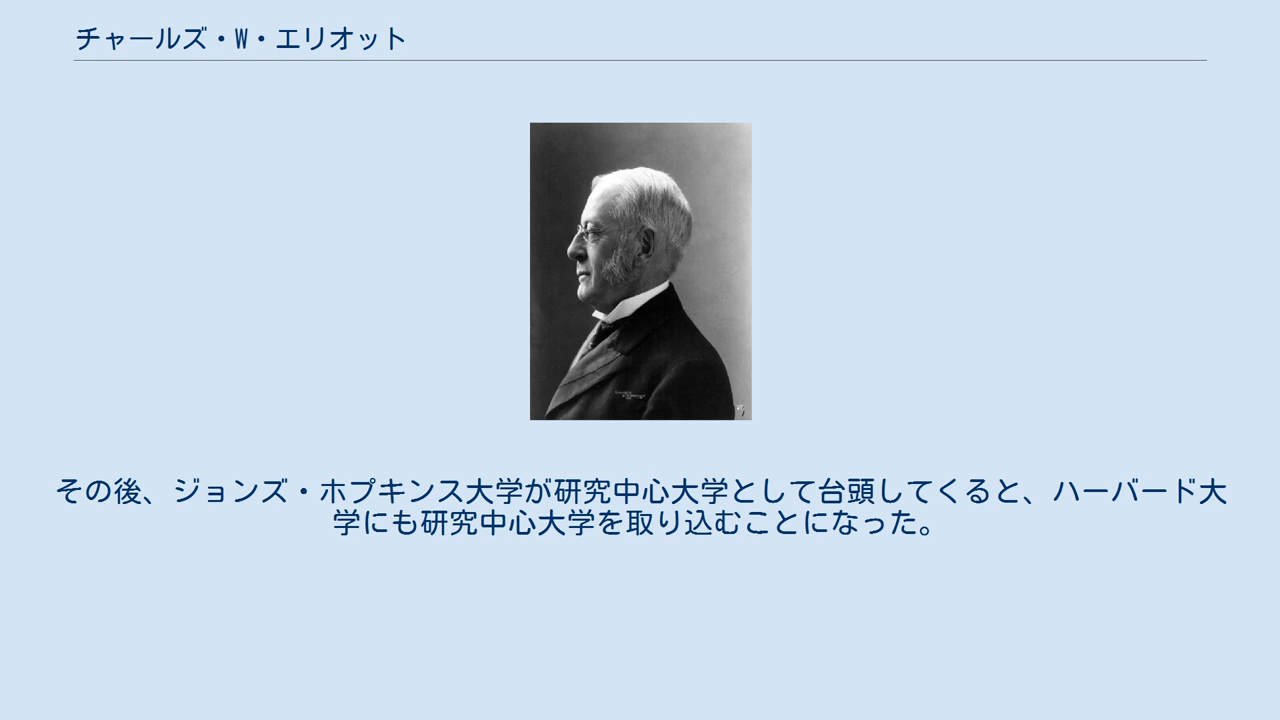 チャールズ・W・エリオット
その後、ジョンズ・ホプキンス大学が研究中心大学として台頭してくると、ハーバード大
学にも研究中心大学を取り込むことになった。